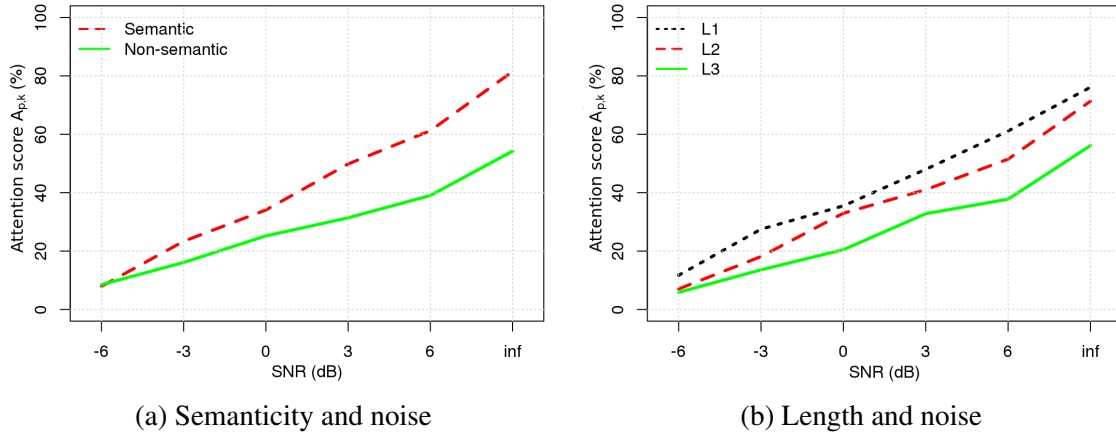 Semantic
Non-semantic
Attention score A_{p,k} (%)
0
20
40
60
80
100
-6
-3
0
3
6
inf
SNR (dB)
(a) Semanticity and noise
L1
L2
L3
Attention score A_{p,k} (%)
0
20
40
60
80
100
-6
-3
0
3
6
inf
SNR (dB)
(b) Length and noise